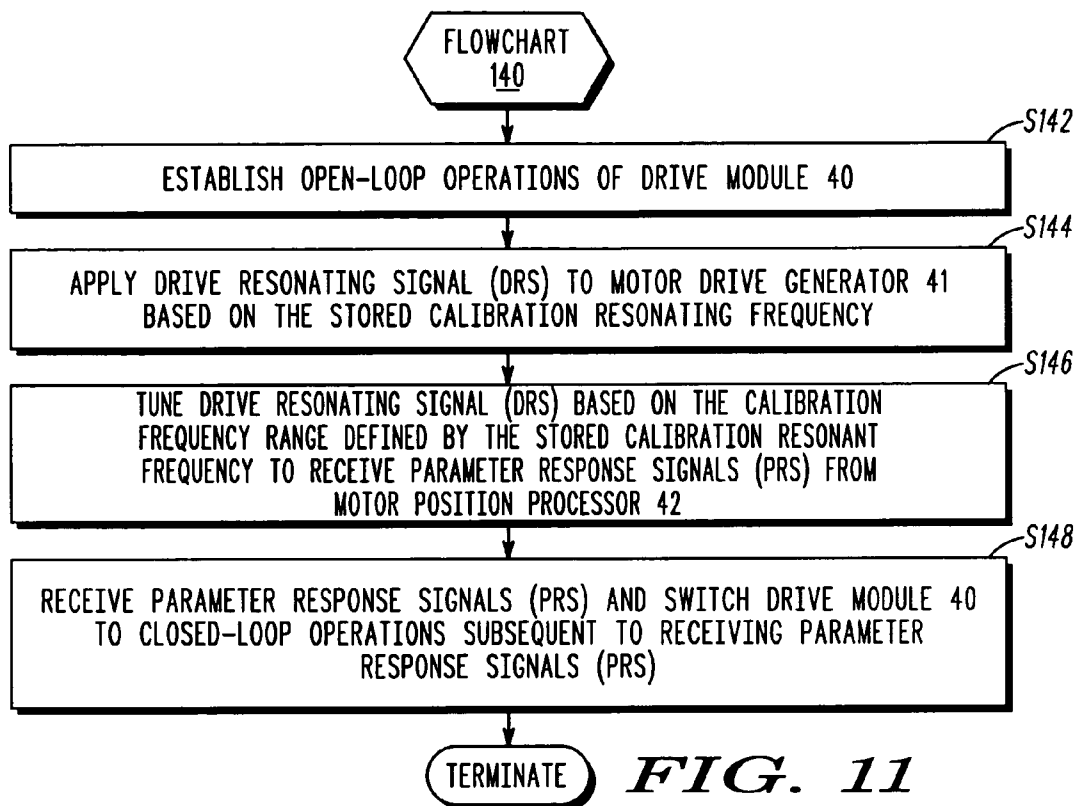 FLOWCHART
140
S142
ESTABLISH OPEN-LOOP OPERATIONS OF DRIVE MODULE 40
S144
APPLY DRIVE RESONATING SIGNAL (DRS) TO MOTOR DRIVE GENERATOR 41
BASED ON THE STORED CALIBRATION RESONATING FREQUENCY
S146
TUNE DRIVE RESONATING SIGNAL (DRS) BASED ON THE CALIBRATION
FREQUENCY RANGE DEFINED BY THE STORED CALIBRATION RESONANT
FREQUENCY TO RECEIVE PARAMETER RESPONSE SIGNALS (PRS) FROM
MOTOR POSITION PROCESSOR 42
S148
RECEIVE PARAMETER RESPONSE SIGNALS (PRS) AND SWITCH DRIVE MODULE 40
TO CLOSED-LOOP OPERATIONS SUBSEQUENT TO RECEIVING PARAMETER
RESPONSE SIGNALS (PRS)
TERMINATE
FIG. 11